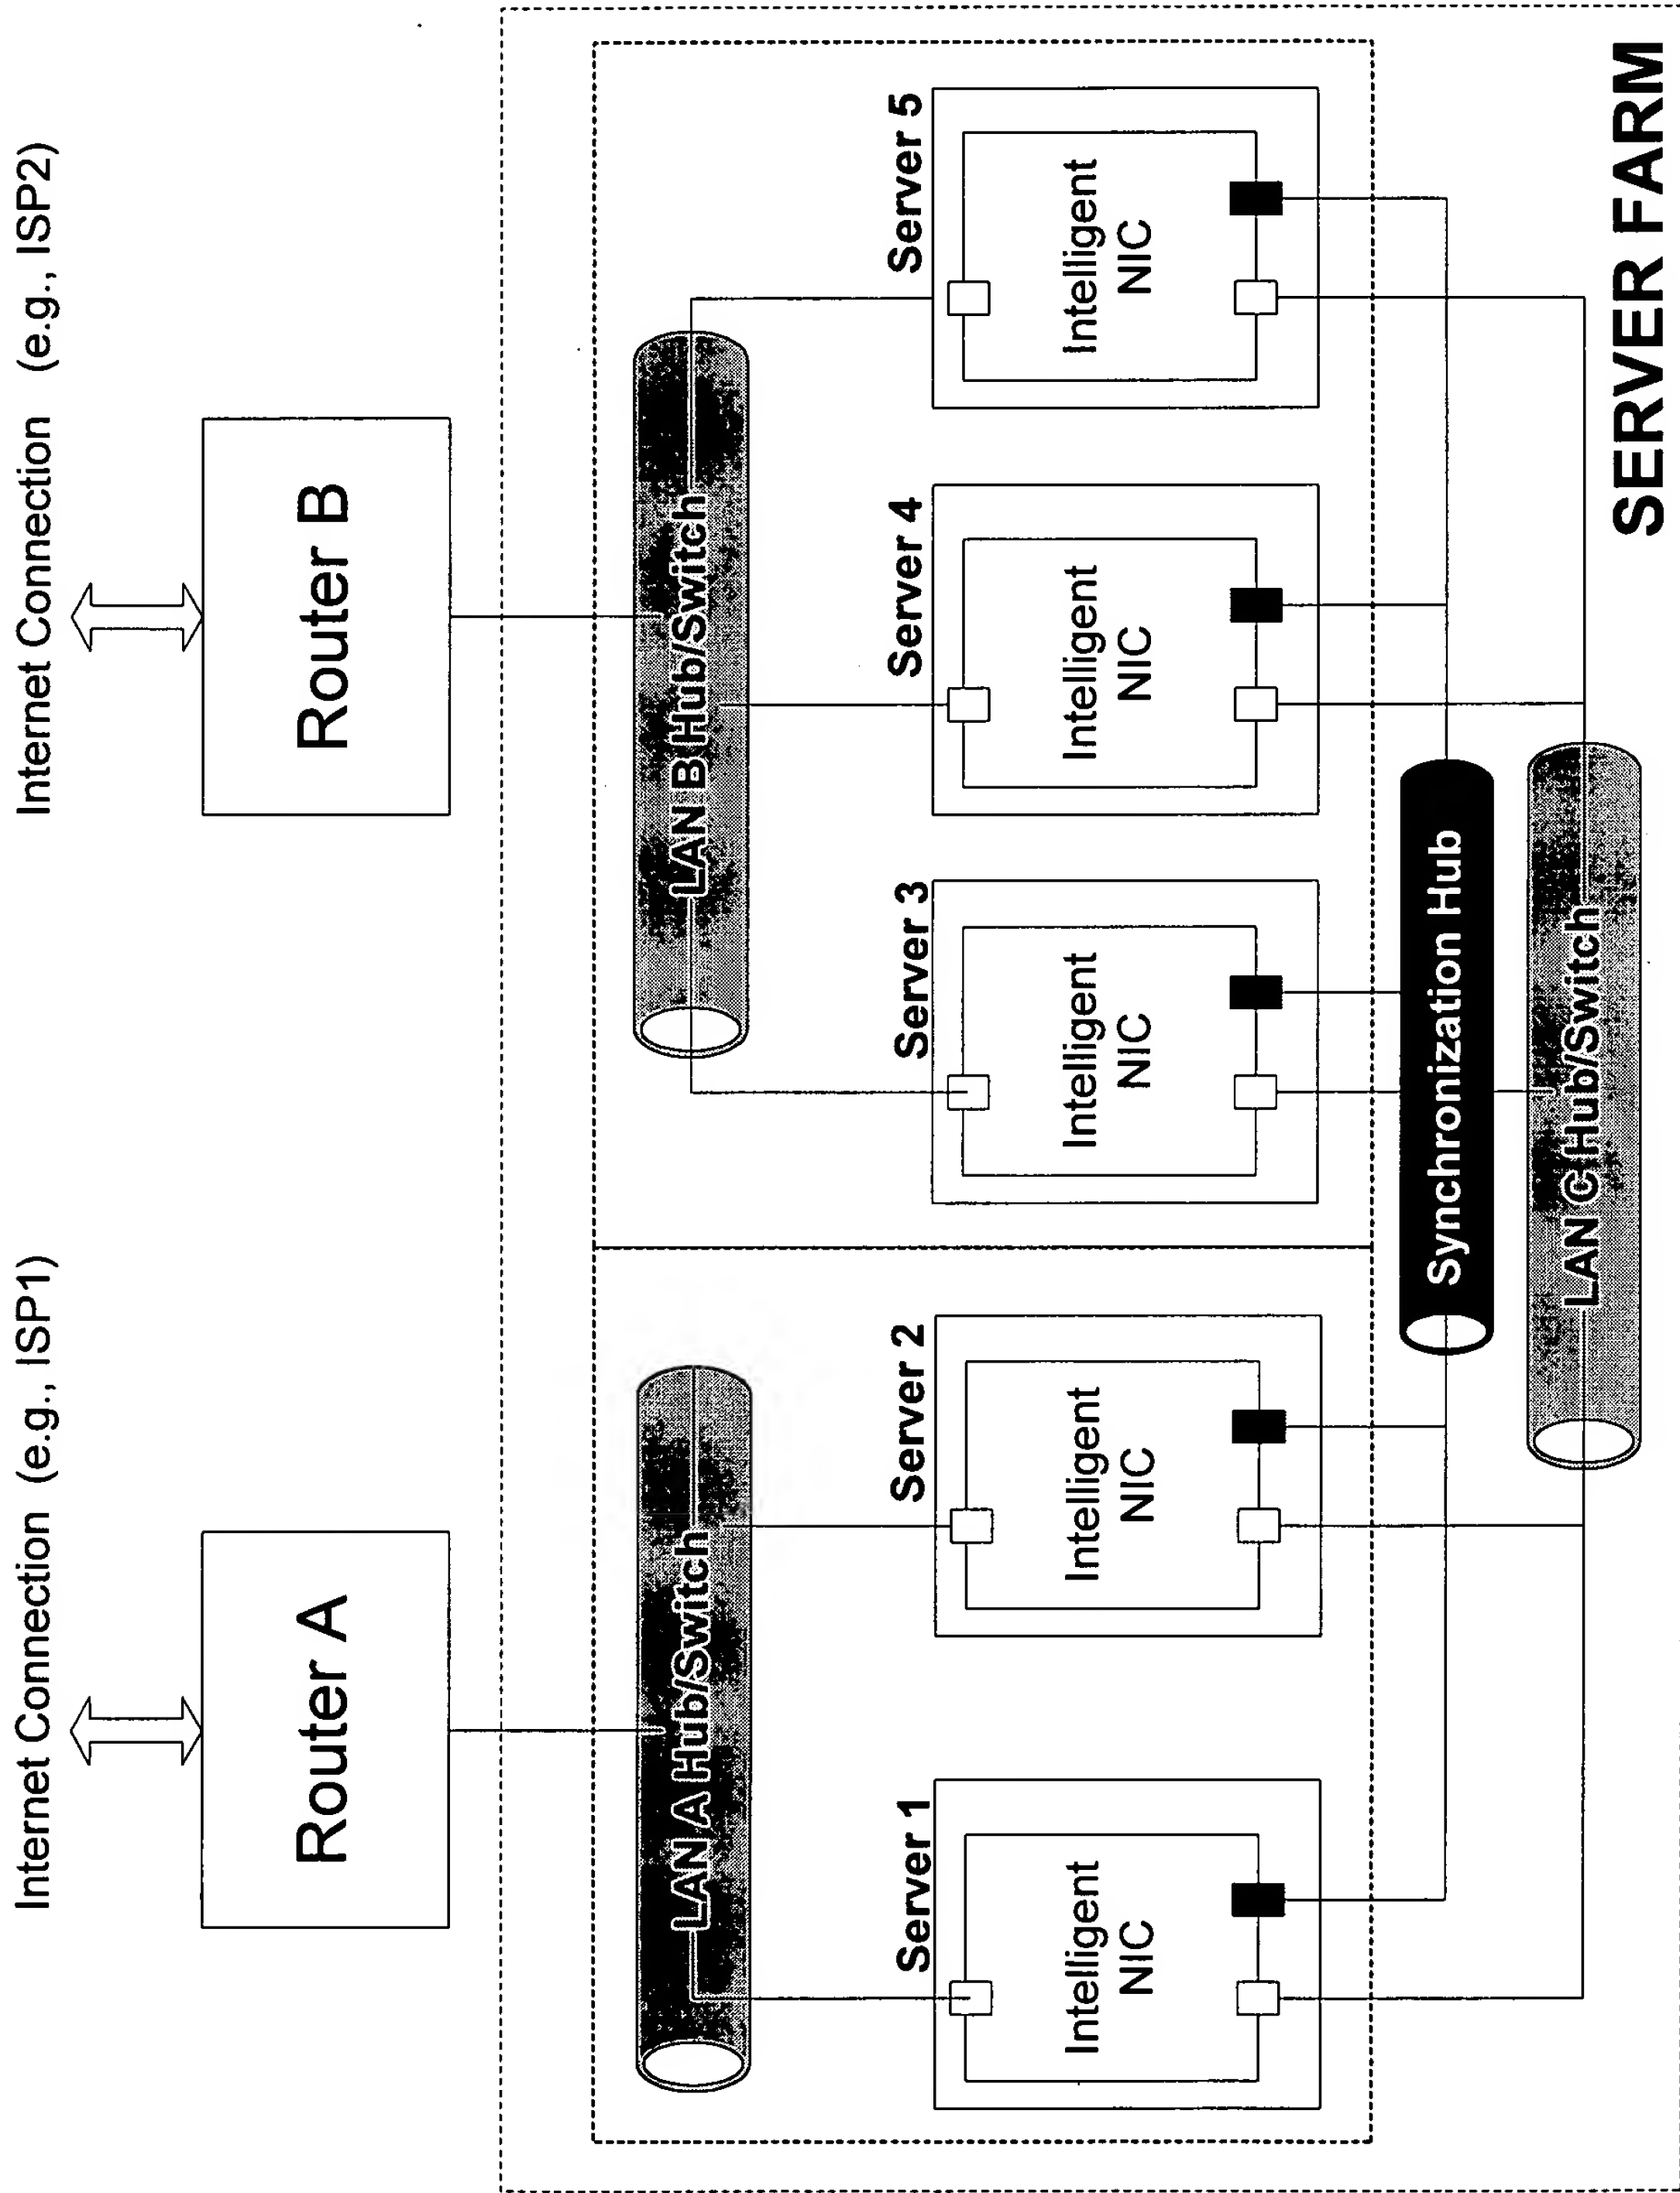 Internet Connection (e.g., ISP1)
Internet Connection (e.g., ISP2)
Router A
Router B
LAN A Hub/Switch
LAN B Hub/Switch
Server 1
Server 2
Server 3
Server 4
Server 5
Intelligent
NIC
Intelligent
NIC
Intelligent
NIC
Intelligent
NIC
Intelligent
NIC
Synchronization Hub
LAN C Hub/Switch
SERVER FARM